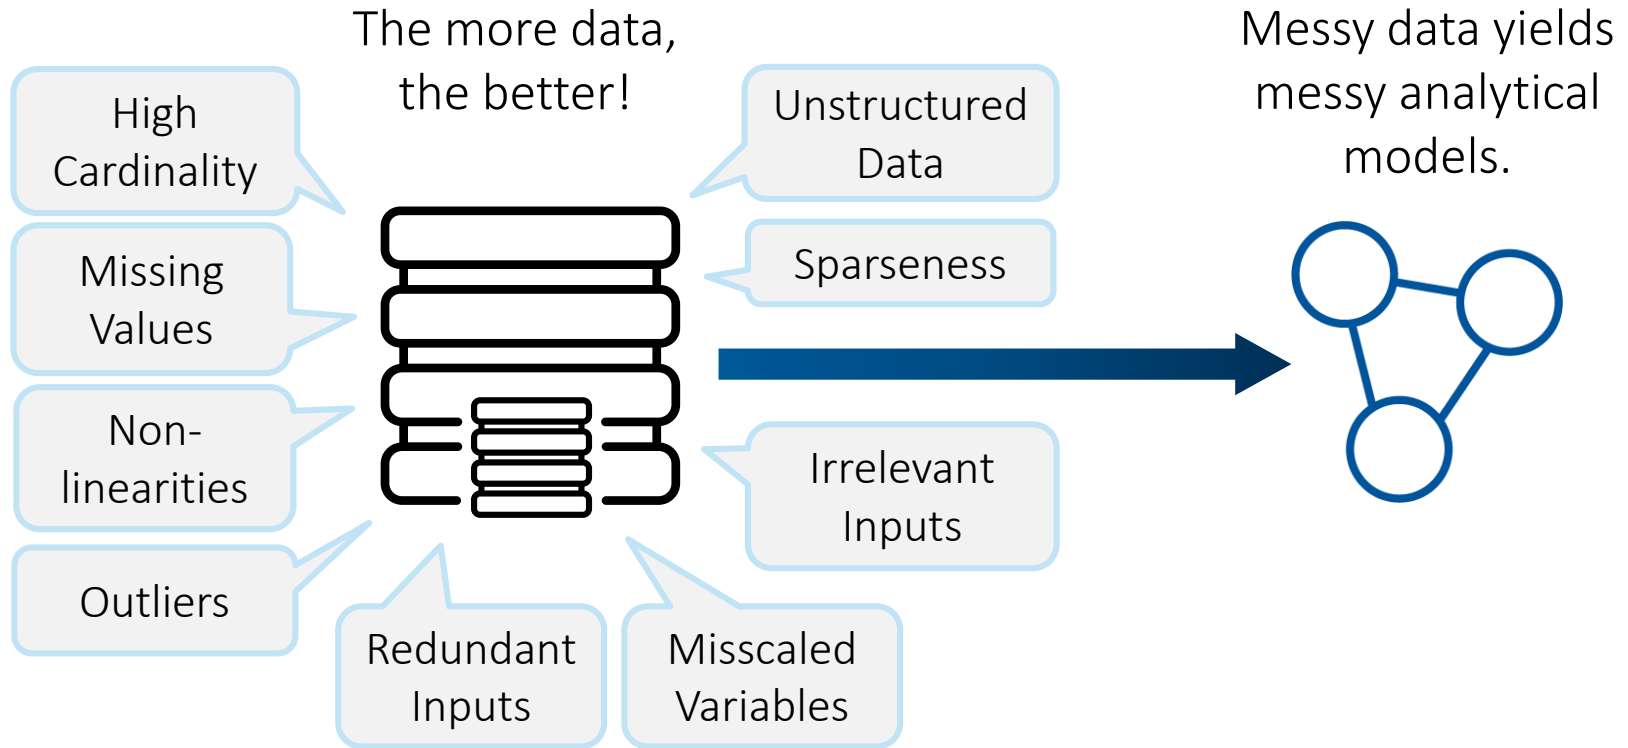 The more data,
the better!
Messy data yields
messy analytical
models.
High
Cardinality
Missing
Values
Non-
linearities
Outliers
Redundant
Inputs
Misscaled
Variables
Unstructured
Data
Sparseness
Irrelevant
Inputs